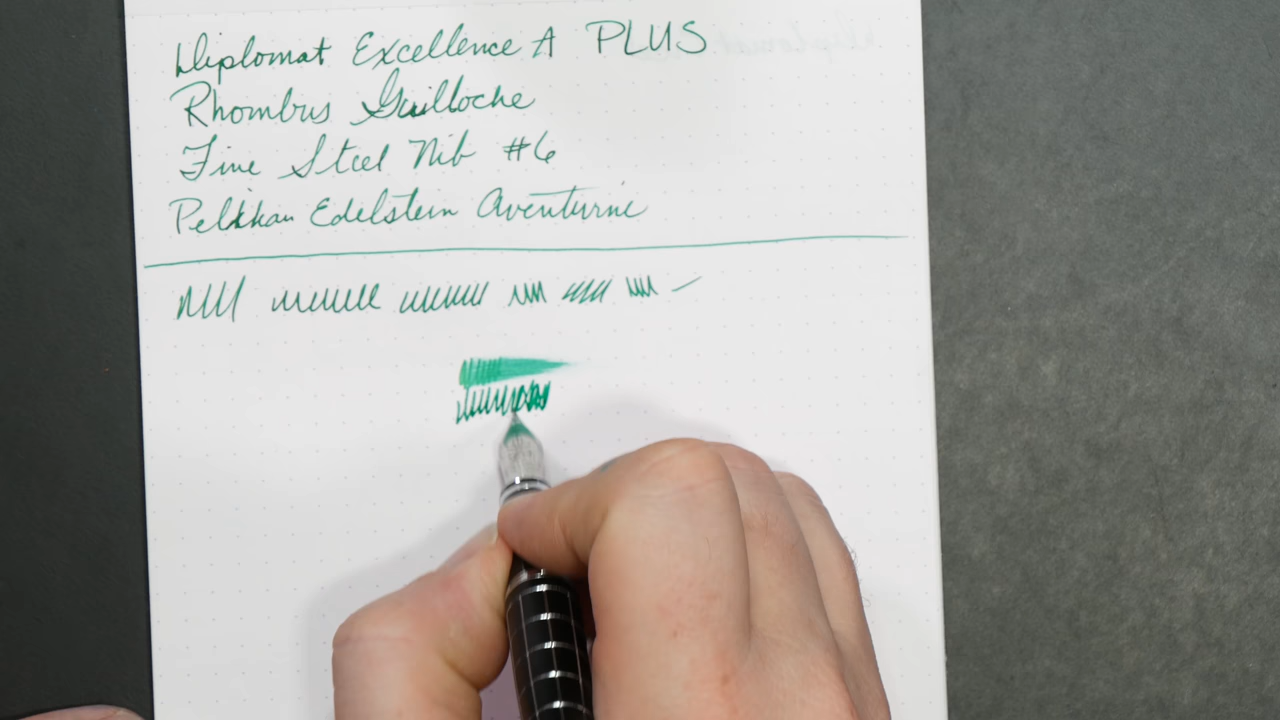 Diplomat Excellence A PLUS
Rhombus Guilloche
Fine Steel Nib #6
Pelikan Edelstein Aventurine